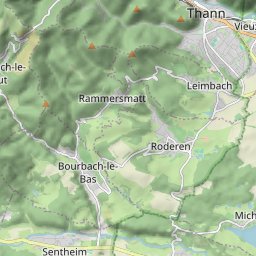 Thann
Vieux
ch-le-
ut
Leimbach
Rammersmatt
Roderen
Bourbach-le-
Bas
Mich
Sentheim